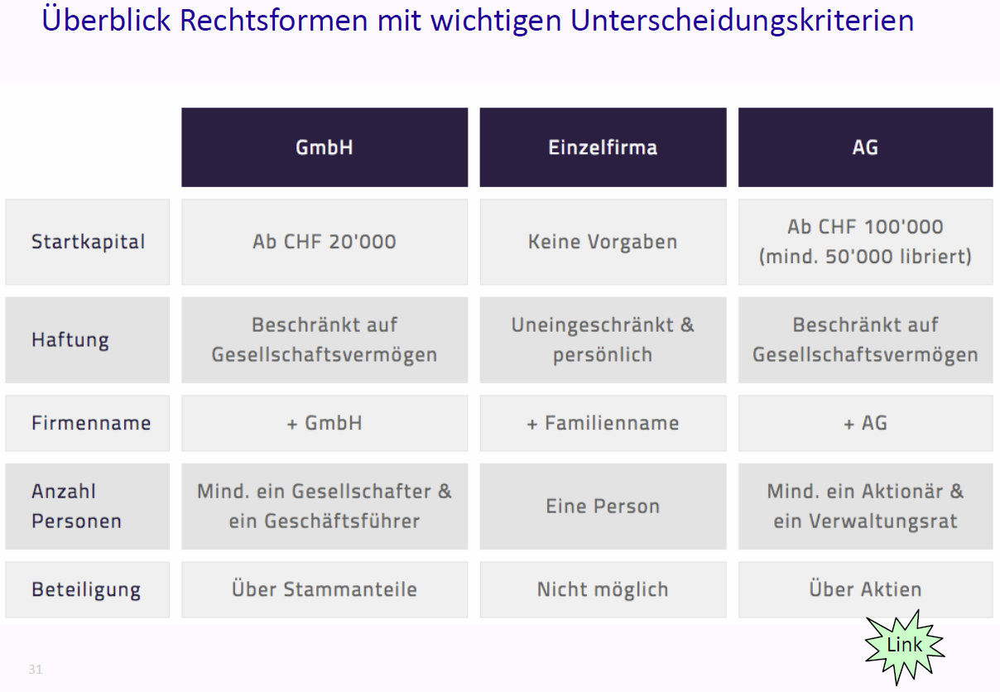 Überblick Rechtsformen mit wichtigen Unterscheidungskriterien
GmbH
Einzelfirma
AG
Startkapital
Ab CHF 20'000
Keine Vorgaben
Ab CHF 100'000
(mind. 50'000 libriert)
Haftung
Beschränkt auf
Gesellschaftsvermögen
Uneingeschränkt &
persönlich
Beschränkt auf
Gesellschaftsvermögen
Firmenname
+ GmbH
+ Familienname
+ AG
Anzahl
Personen
Mind. ein Gesellschafter &
ein Geschäftsführer
Eine Person
Mind. ein Aktionär &
ein Verwaltungsrat
Beteiligung
Über Stammanteile
Nicht möglich
Über Aktien
Link
31